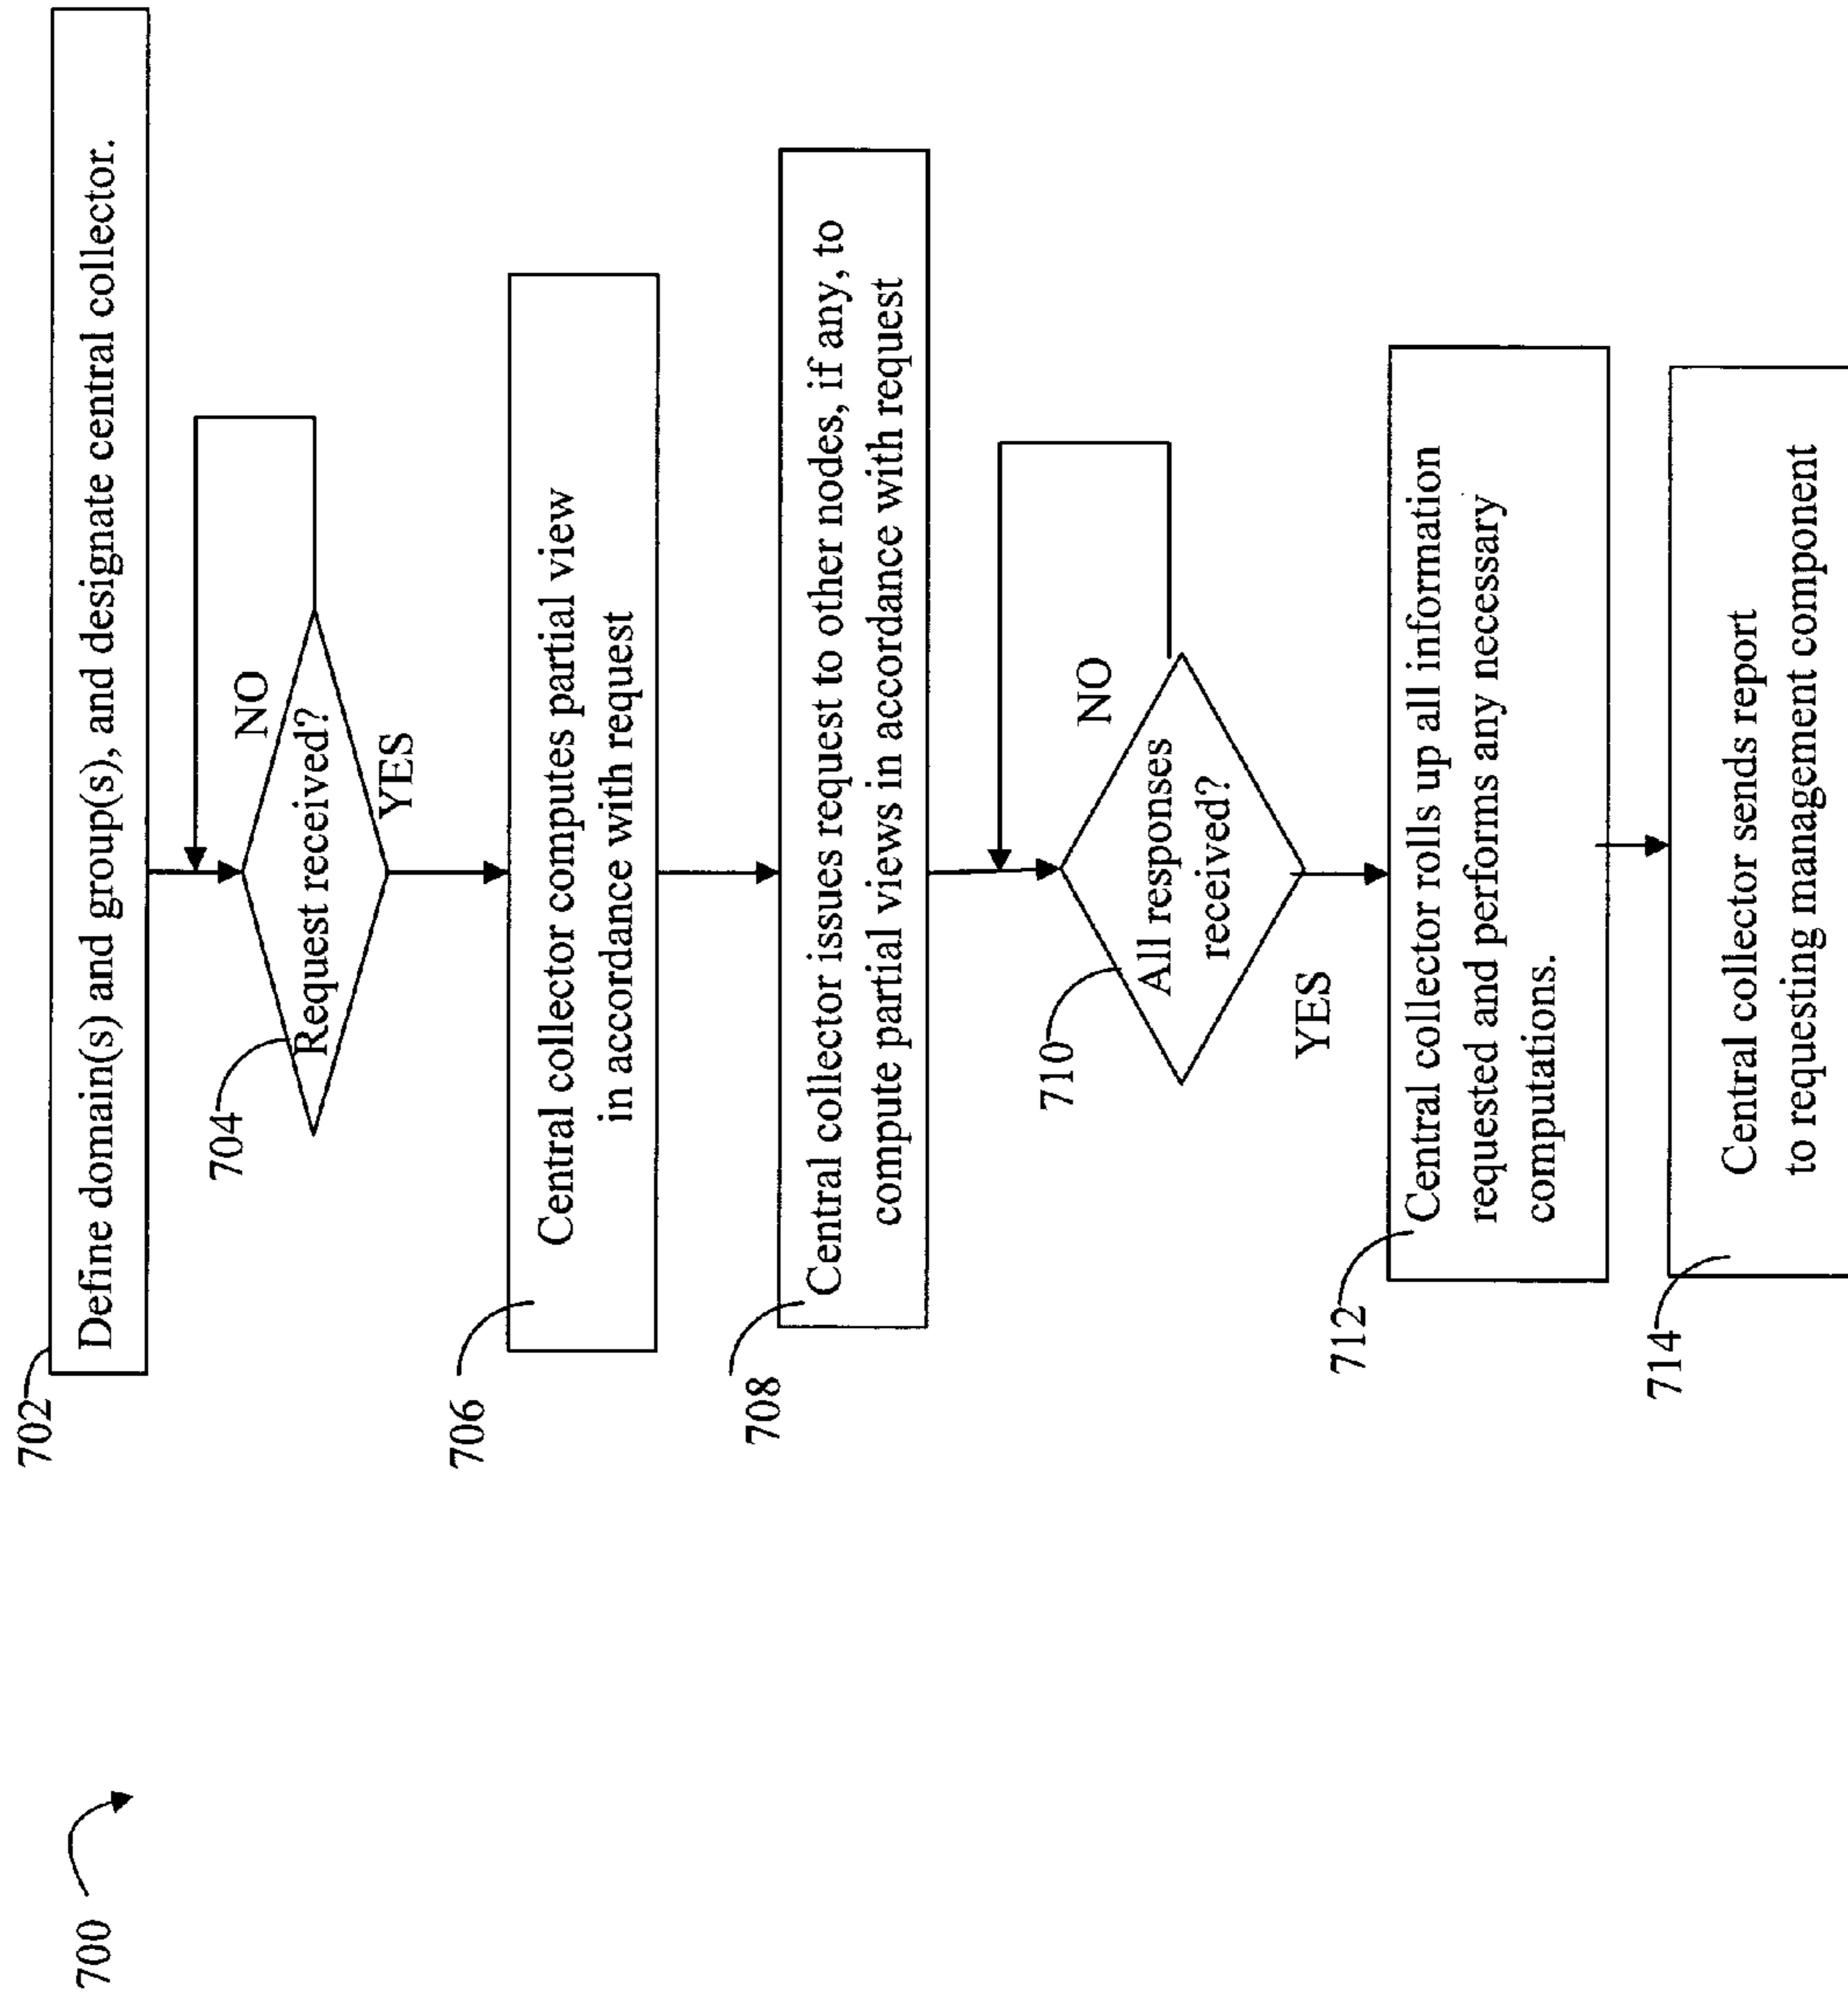 700
702
Define domain(s) and group(s), and designate central collector.
704
Request received?
NO
YES
706
Central collector computes partial view
in accordance with request
708
Central collector issues request to other nodes, if any, to
compute partial views in accordance with request
710
All responses
received?
NO
YES
712
Central collector rolls up all information
requested and performs any necessary
computations.
714
Central collector sends report
to requesting management component